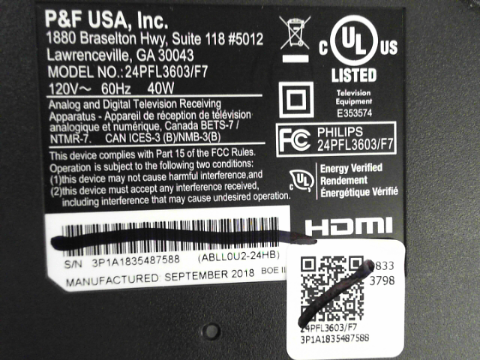 P&F USA, Inc.
1880 Braselton Hwy, Suite 118 #5012
Lawrenceville, GA 30043
MODEL NO.: 24PFL3603/F7
120V~ 60Hz 40W
Analog and Digital Television Receiving
Apparatus - Appareil de réception de télévision
analogique et numérique, Canada BETS-7 /
NTMR-7. CAN ICES-3 (B)/NMB-3(B)
This device complies with Part 15 of the FCC Rules.
Operation is subject to the following two conditions:
(1)this device may not cause harmful interference,and
(2)this device must accept any interference received,
including interference that may cause undesired operation.
C UL US
LISTED
Television
Equipment
E353574
FC PHILIPS
24PFL3603/F7
UL
Energy Verified
Rendement
Énergétique Vérifié
HDMI
S/N 3P1A1835487588 (ABLL0U2-24HB)
MANUFACTURED SEPTEMBER 2018 BOE II
0833
3798
24PFL3603/F7
3P1A1835487588